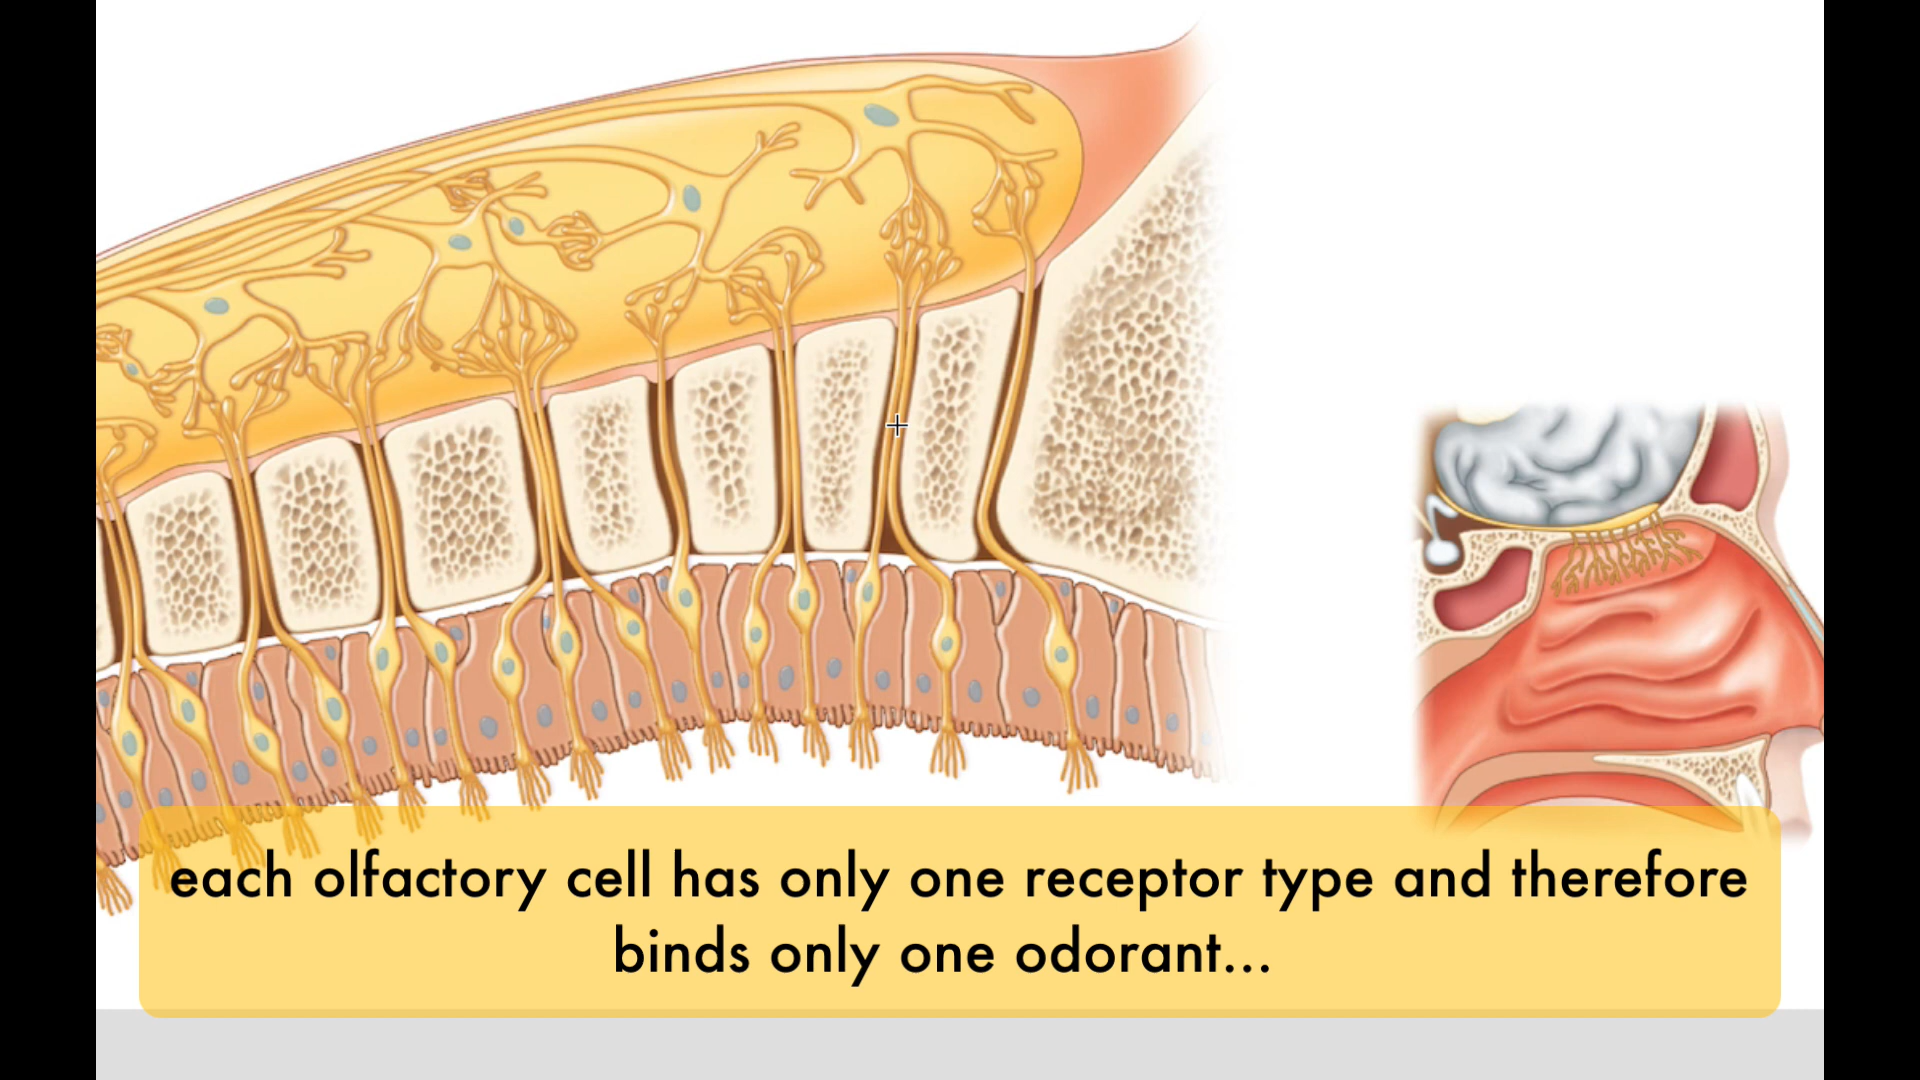 each olfactory cell has only one receptor type and therefore
binds only one odorant...